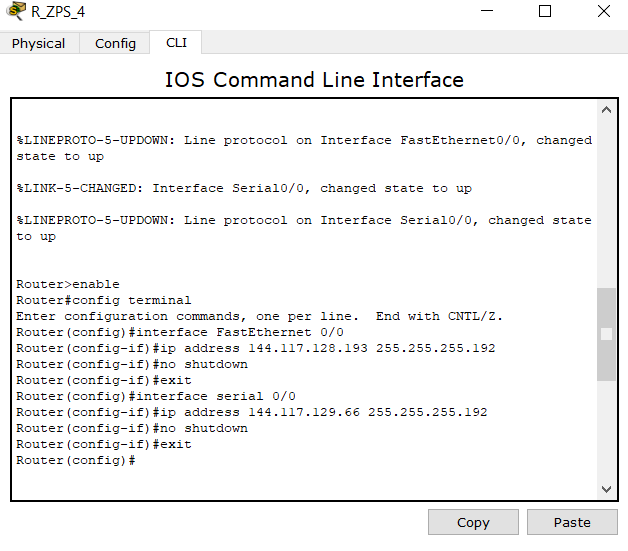 R_ZPS_4
Physical Config CLI
IOS Command Line Interface
%LINEPROTO-5-UPDOWN: Line protocol on Interface FastEthernet0/0, changed
state to up
%LINK-5-CHANGED: Interface Serial0/0, changed state to up
%LINEPROTO-5-UPDOWN: Line protocol on Interface Serial0/0, changed state
to up
Router>enable
Router#config terminal
Enter configuration commands, one per line.  End with CNTL/Z.
Router(config)#interface FastEthernet 0/0
Router(config-if)#ip address 144.117.128.193 255.255.255.192
Router(config-if)#no shutdown
Router(config-if)#exit
Router(config)#interface serial 0/0
Router(config-if)#ip address 144.117.129.66 255.255.255.192
Router(config-if)#no shutdown
Router(config-if)#exit
Router(config)#
Copy Paste